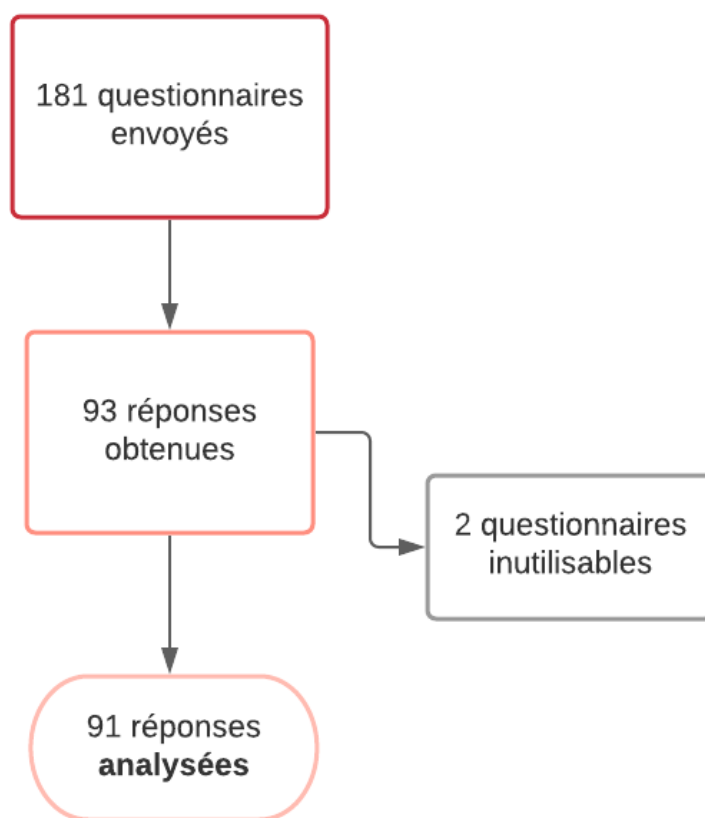 181 questionnaires
envoyés
93 réponses
obtenues
2 questionnaires
inutilisables
91 réponses
analysées